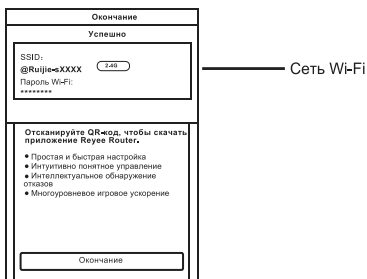 Окончание
Успешно
SSID:
@Ruijie-sXXXX 2.4G
Пароль Wi-Fi:
********
Сеть Wi-Fi
Отсканируйте QR-код, чтобы скачать
приложение Reyee Router.
• Простая и быстрая настройка
• Интуитивно понятное управление
• Интеллектуальное обнаружение
отказов
• Многоуровневое игровое ускорение
Окончание